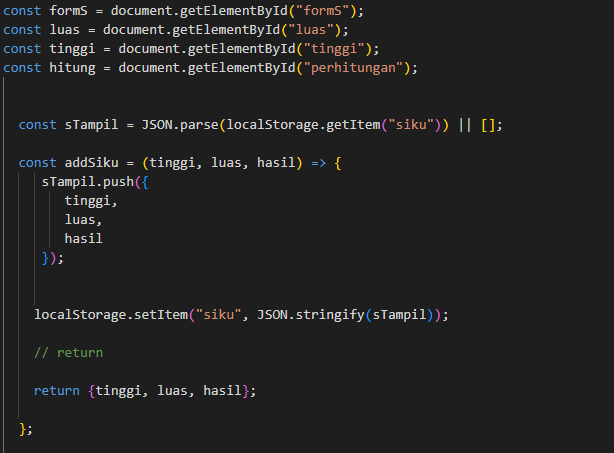 const formS = document.getElementById("formS");
const luas = document.getElementById("luas");
const tinggi = document.getElementById("tinggi");
const hitung = document.getElementById("perhitungan");
const sTampil = JSON.parse(localStorage.getItem("siku")) || [];
const addSiku = (tinggi, luas, hasil) => {
sTampil.push({
tinggi,
luas,
hasil
});
localStorage.setItem("siku", JSON.stringify(sTampil));
// return
return {tinggi, luas, hasil};
};